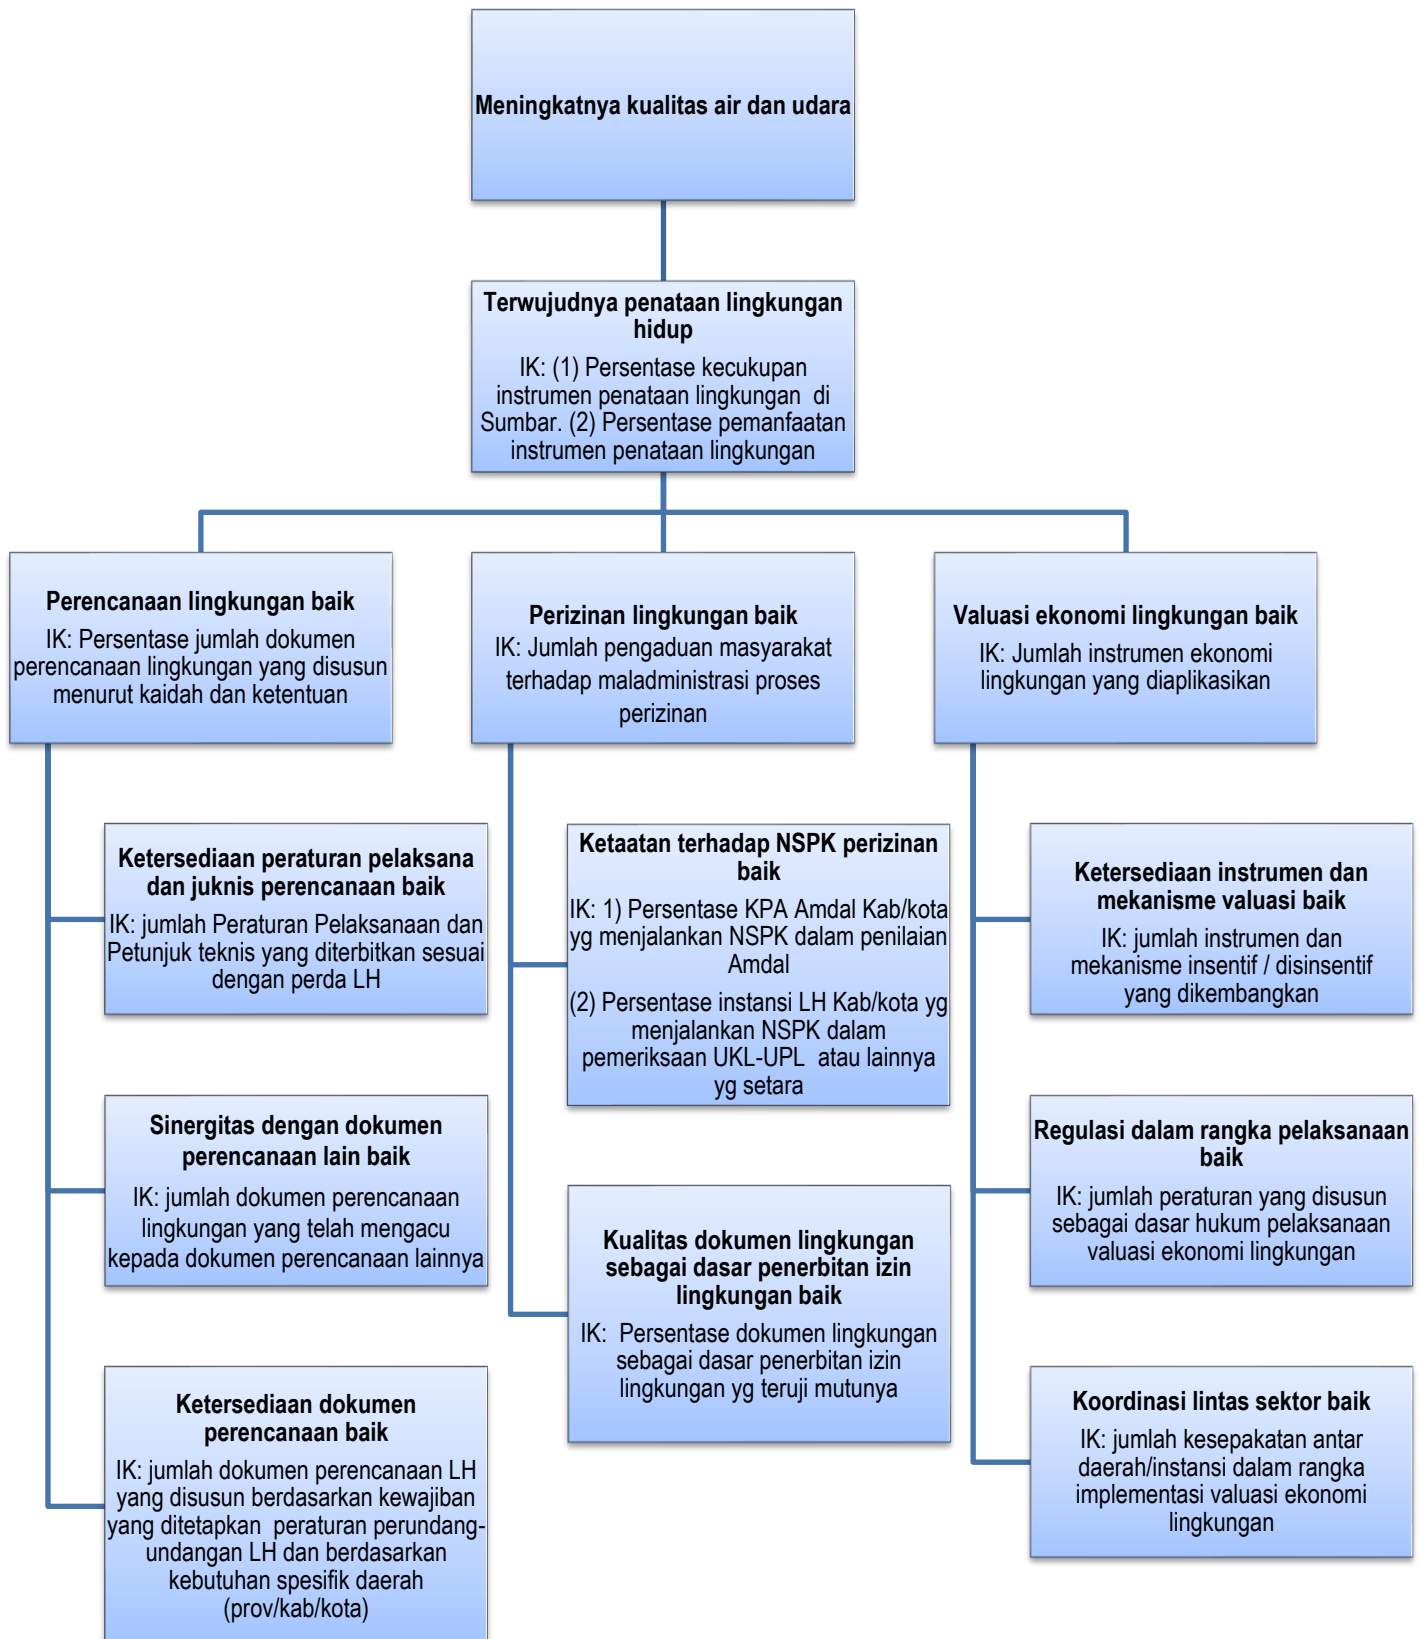 Meningkatnya kualitas air dan udara
Terwujudnya penataan lingkungan
hidup
IK: (1) Persentase kecukupan
instrumen penataan lingkungan di
Sumbar. (2) Persentase pemanfaatan
instrumen penataan lingkungan
Perencanaan lingkungan baik
IK: Persentase jumlah dokumen
perencanaan lingkungan yang disusun
menurut kaidah dan ketentuan
Perizinan lingkungan baik
IK: Jumlah pengaduan masyarakat
terhadap maladministrasi proses
perizinan
Valuasi ekonomi lingkungan baik
IK: Jumlah instrumen ekonomi
lingkungan yang diaplikasikan
Ketersediaan peraturan pelaksana
dan juknis perencanaan baik
IK: jumlah Peraturan Pelaksanaan dan
Petunjuk teknis yang diterbitkan sesuai
dengan perda LH
Ketaatan terhadap NSPK perizinan
baik
IK: 1) Persentase KPA Amdal Kab/kota
yg menjalankan NSPK dalam penilaian
Amdal
(2) Persentase instansi LH Kab/kota yg
menjalankan NSPK dalam
pemeriksaan UKL-UPL atau lainnya
yg setara
Ketersediaan instrumen dan
mekanisme valuasi baik
IK: jumlah instrumen dan
mekanisme insentif / disinsentif
yang dikembangkan
Sinergitas dengan dokumen
perencanaan lain baik
IK: jumlah dokumen perencanaan
lingkungan yang telah mengacu
kepada dokumen perencanaan lainnya
Kualitas dokumen lingkungan
sebagai dasar penerbitan izin
lingkungan baik
IK: Persentase dokumen lingkungan
sebagai dasar penerbitan izin
lingkungan yg teruji mutunya
Regulasi dalam rangka pelaksanaan
baik
IK: jumlah peraturan yang disusun
sebagai dasar hukum pelaksanaan
valuasi ekonomi lingkungan
Ketersediaan dokumen
perencanaan baik
IK: jumlah dokumen perencanaan LH
yang disusun berdasarkan kewajiban
yang ditetapkan peraturan perundang-
undangan LH dan berdasarkan
kebutuhan spesifik daerah
(prov/kab/kota)
Koordinasi lintas sektor baik
IK: jumlah kesepakatan antar
daerah/instansi dalam rangka
implementasi valuasi ekonomi
lingkungan